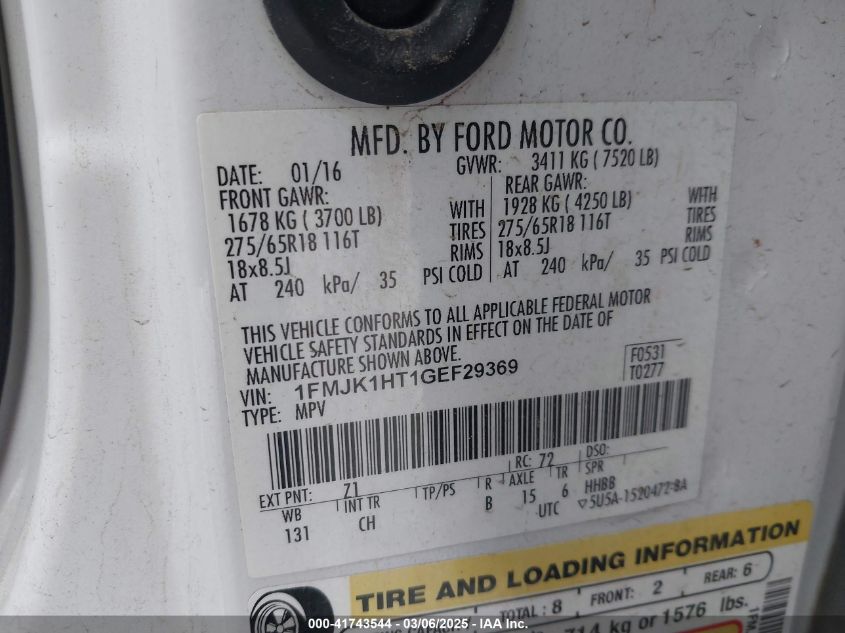 MFD. BY FORD MOTOR CO.
DATE: 01/16 GVWR: 3411 KG ( 7520 LB)
FRONT GAWR: REAR GAWR:
1678 KG ( 3700 LB) WITH 1928 KG ( 4250 LB) WITH
275/65R18 116T TIRES 275/65R18 116T TIRES
18x8.5J RIMS 18x8.5J RIMS
AT 240 kPa/ 35 PSI COLD AT 240 kPa/ 35 PSI COLD
THIS VEHICLE CONFORMS TO ALL APPLICABLE FEDERAL MOTOR
VEHICLE SAFETY STANDARDS IN EFFECT ON THE DATE OF
MANUFACTURE SHOWN ABOVE.
VIN: 1FMJK1HT1GEF29369 F0531
TYPE: MPV T0277
EXT PNT: Z1 RC: 72 DSO:
WB INT TR TP/PS R AXLE TR SPR
131 CH B 15 6 HHBB
UTC ▽5U5A-1520472-BA
TIRE AND LOADING INFORMATION
TOTAL : 8 FRONT: 2 REAR: 6
714 kg or 1576 lbs.
© - 41743544 - 03/06/2025 - IAA Inc.